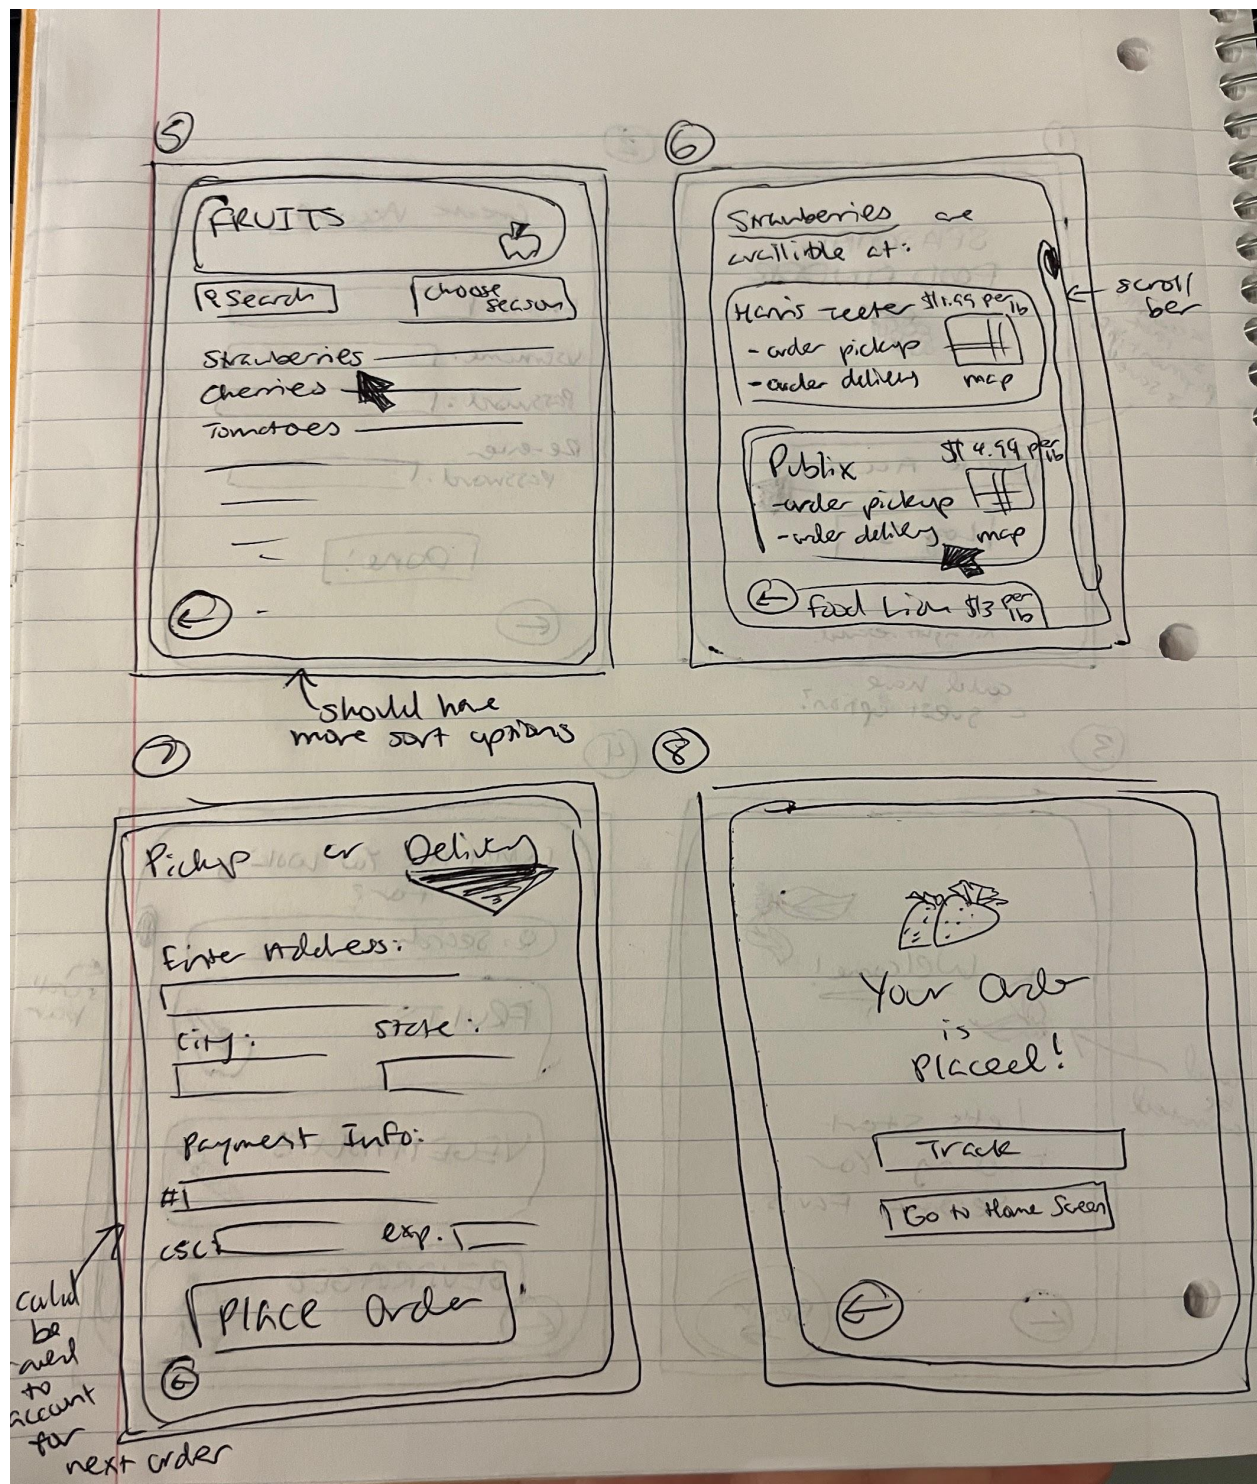 5
FRUITS
Search
choose
season
Strawberries
Cherries
Tomatoes
should have
more sort options
6
Strawberries are
availible at:
Harris Teeter $11.99 per lb
- order pickup
- order delivery
map
Publix $14.99 per lb
- order pickup
- order delivery
map
Food Lion $13 per lb
scroll
bar
7
Pickup or Delivery
Enter Address:
City: State:
Payment Info:
#
CSC: exp.
Place Order
could
be
saved
to
account
for
next order
8
Your Order
is
Placed!
Track
Go to Home Screen